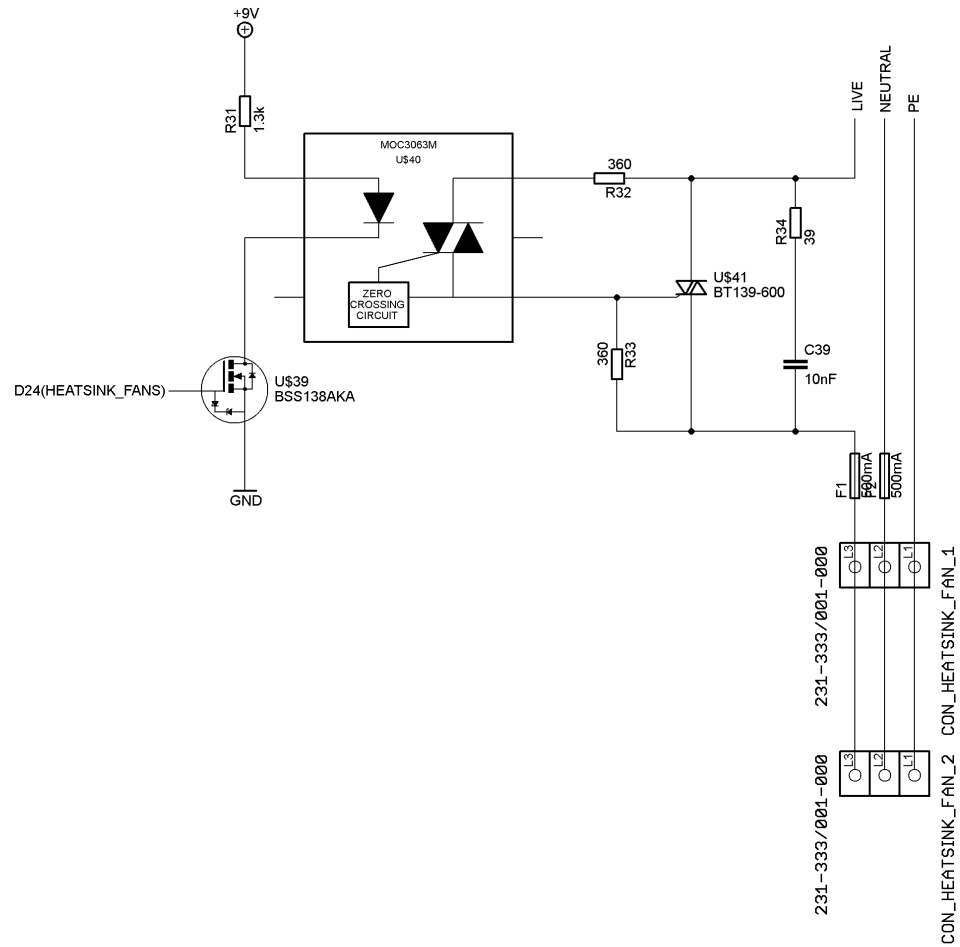 +9V
R31
1.3k
MOC3063M
U$40
ZERO
CROSSING
CIRCUIT
360
R32
LIVE
NEUTRAL
PE
R34
39
U$41
BT139-600
360
R33
C39
10nF
D24(HEATSINK_FANS)
U$39
BSS138AKA
GND
F1
500mA
F2
500mA
L3
L2
L1
231-333/001-000
CON_HEATSINK_FAN_1
L3
L2
L1
231-333/001-000
CON_HEATSINK_FAN_2